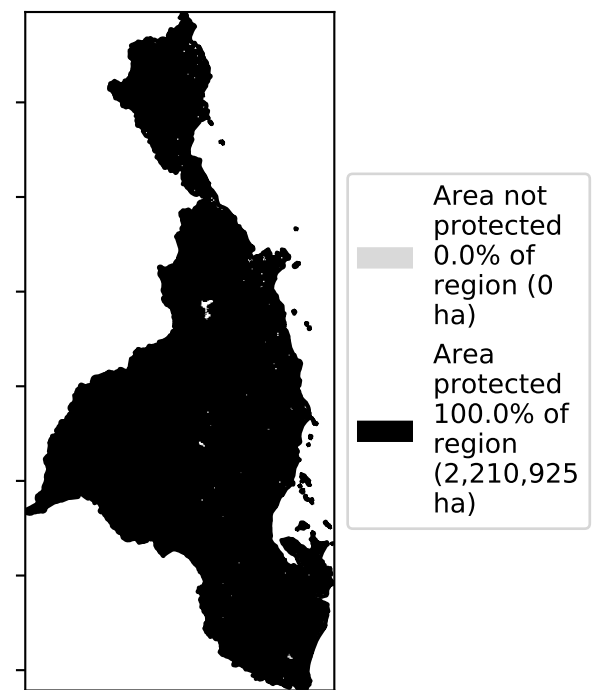 Area not
protected
0.0% of
region (0
ha)
Area
protected
100.0% of
region
(2,210,925
ha)